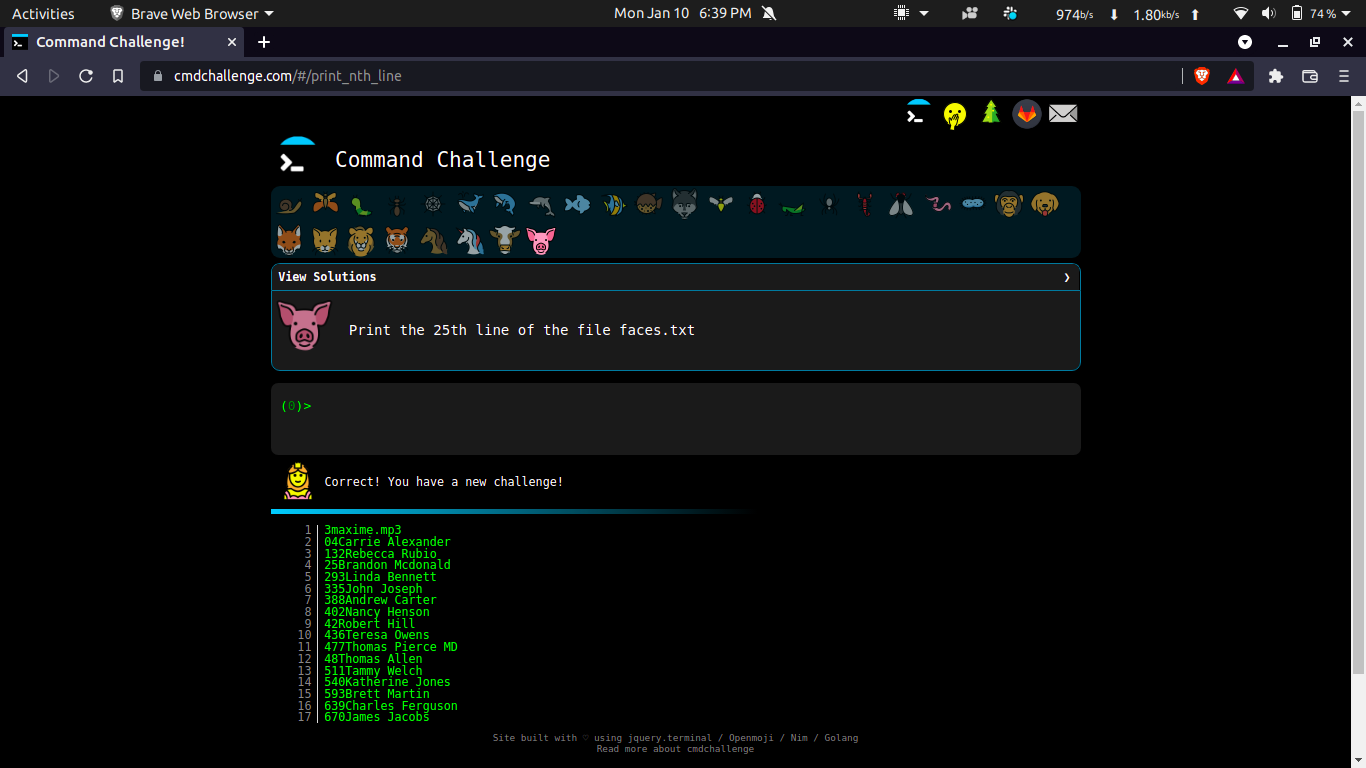 Activities
Brave Web Browser
Mon Jan 10 6:39 PM
974b/s
1.80kb/s
74 %
Command Challenge!
cmdchallenge.com/#/print_nth_line
Command Challenge
View Solutions
Print the 25th line of the file faces.txt
(0)>
Correct! You have a new challenge!
1 3maxime.mp3
2 04Carrie Alexander
3 132Rebecca Rubio
4 25Brandon Mcdonald
5 293Linda Bennett
6 335John Joseph
7 388Andrew Carter
8 402Nancy Henson
9 42Robert Hill
10 436Teresa Owens
11 477Thomas Pierce MD
12 48Thomas Allen
13 511Tammy Welch
14 540Katherine Jones
15 593Brett Martin
16 639Charles Ferguson
17 670James Jacobs
Site built with ♡ using jquery.terminal / Openmoji / Nim / Golang
Read more about cmdchallenge